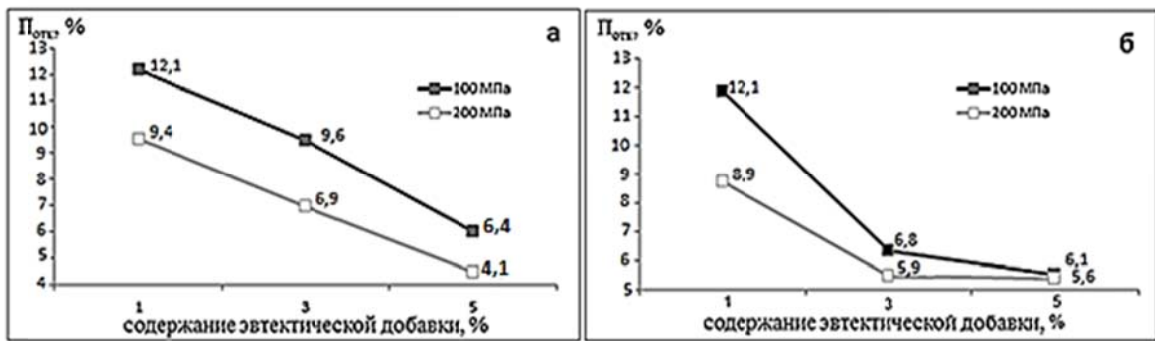 Потк, %
а
13
12
11
10
9
8
7
6
5
4
12,1
9,6
6,4
9,4
6,9
4,1
100 МПа
200 МПа
1 3 5
содержание эвтектической добавки, %
Потк, %
б
13
12
11
10
9
8
7
6
5
12,1
6,8
6,1
8,9
5,9
5,6
100 МПа
200 МПа
1 3 5
содержание эвтектической добавки, %